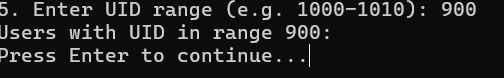 5. Enter UID range (e.g. 1000-1010): 900
Users with UID in range 900:
Press Enter to continue...